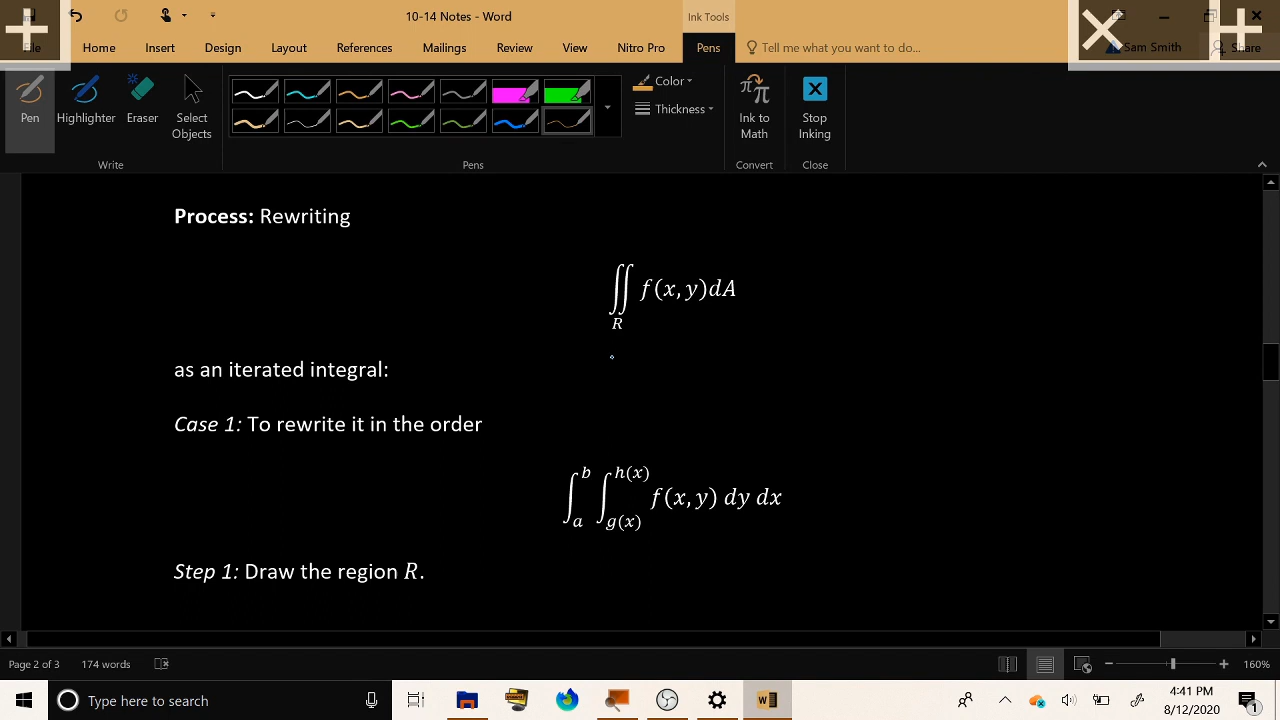 10-14 Notes - Word
Ink Tools
File
Home
Insert
Design
Layout
References
Mailings
Review
View
Nitro Pro
Pens
Tell me what you want to do...
Sam Smith
Share
Pen
Highlighter
Eraser
Select Objects
Color
Thickness
Ink to Math
Stop Inking
Write
Pens
Convert
Close
Process: Rewriting
∬_R f(x, y)dA
as an iterated integral:
Case 1: To rewrite it in the order
∫_a^b ∫_{g(x)}^{h(x)} f(x, y) dy dx
Step 1: Draw the region R.
Page 2 of 3
174 words
160%
Type here to search
4:41 PM
8/12/2020
1